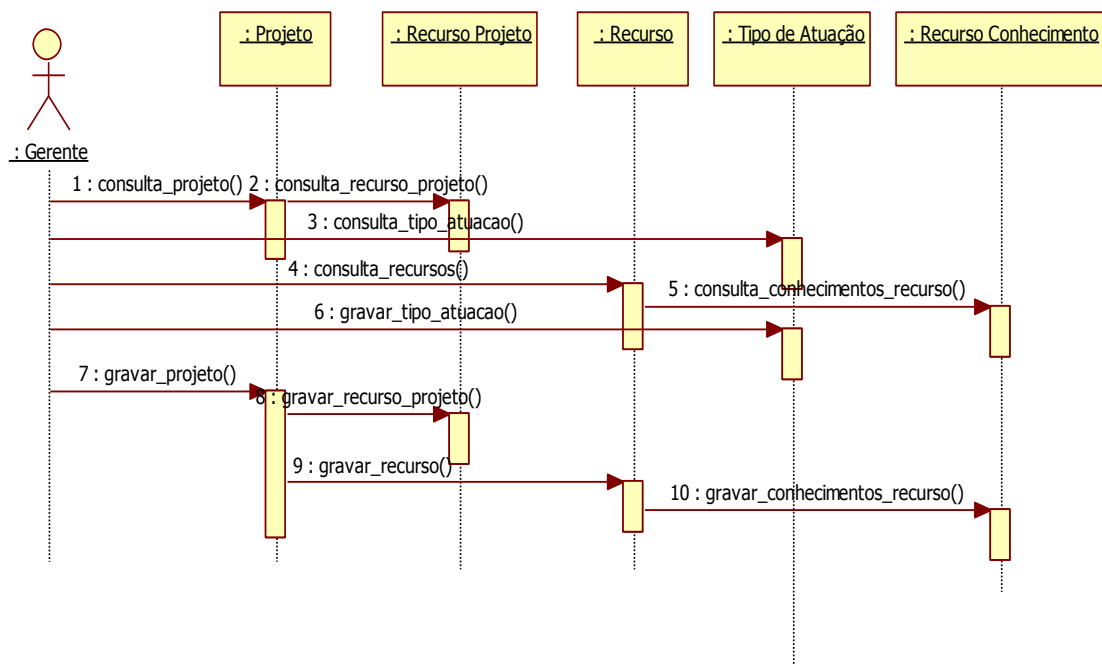 : Projeto
: Recurso Projeto
: Recurso
: Tipo de Atuação
: Recurso Conhecimento
: Gerente
1 : consulta_projeto()
2 : consulta_recurso_projeto()
3 : consulta_tipo_atuacao()
4 : consulta_recursos()
5 : consulta_conhecimentos_recurso()
6 : gravar_tipo_atuacao()
7 : gravar_projeto()
8 : gravar_recurso_projeto()
9 : gravar_recurso()
10 : gravar_conhecimentos_recurso()